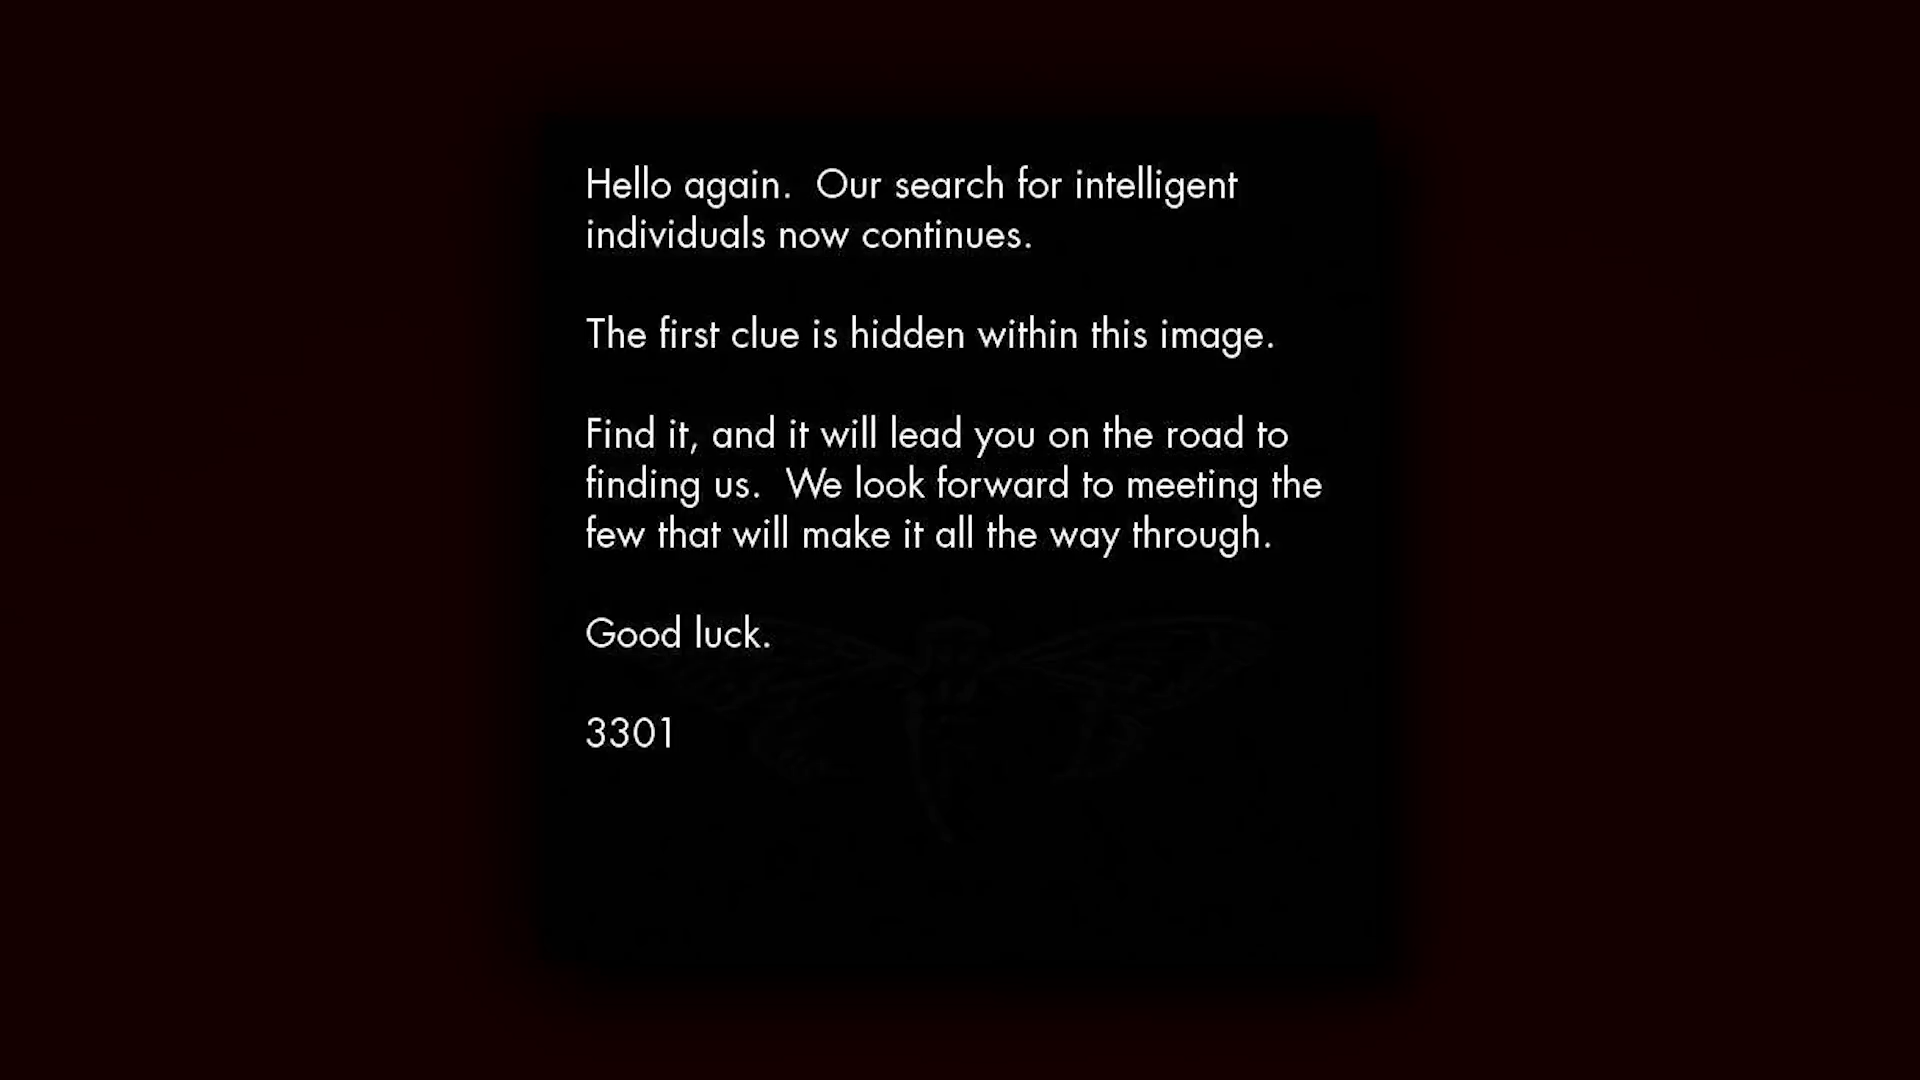 Hello again.  Our search for intelligent
individuals now continues.
The first clue is hidden within this image.
Find it, and it will lead you on the road to
finding us.  We look forward to meeting the
few that will make it all the way through.
Good luck.
3301